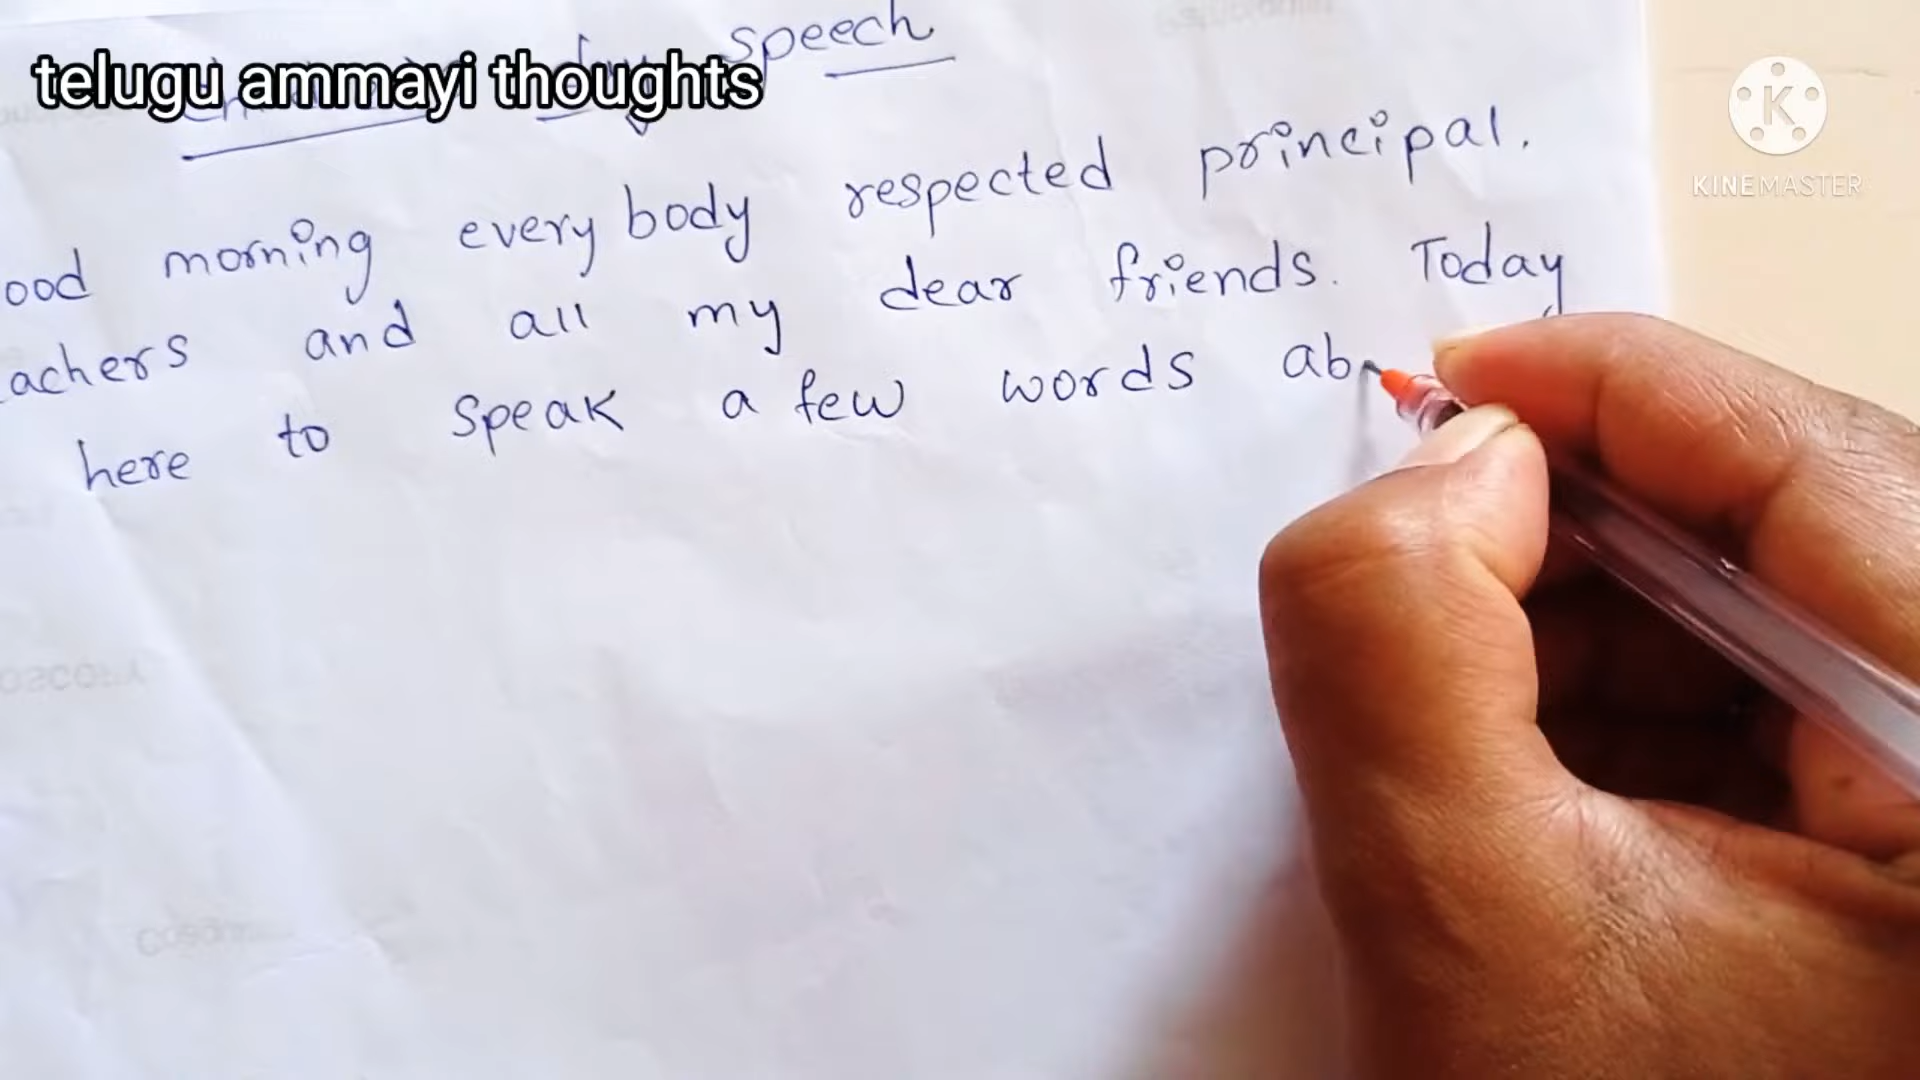 telugu ammayi thoughts
day speech
ood morning every body respected principal.
achers and all my dear friends. Today
here to speak a few words ab
KINEMASTER